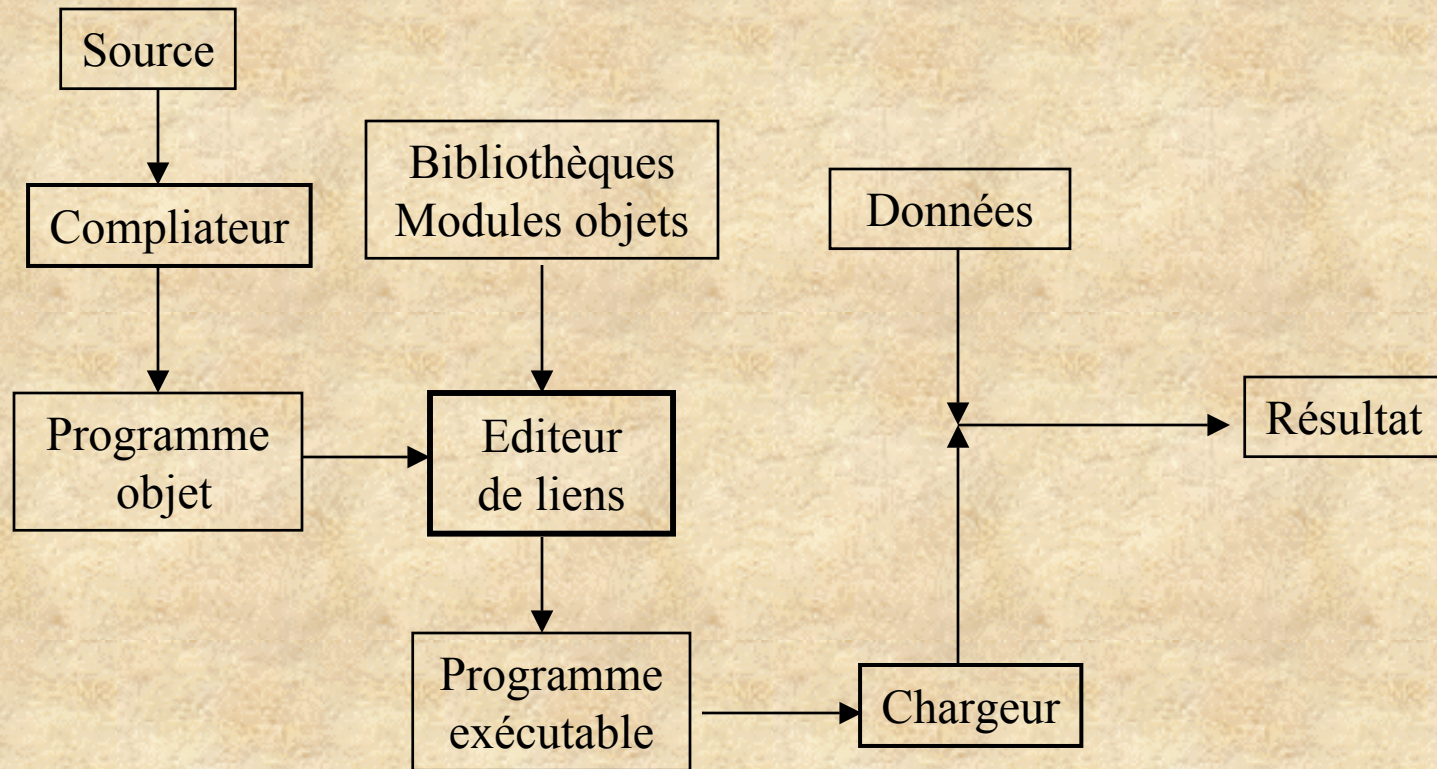 Source
Compliateur
Programme
objet
Bibliothèques
Modules objets
Editeur
de liens
Programme
exécutable
Données
Chargeur
Résultat